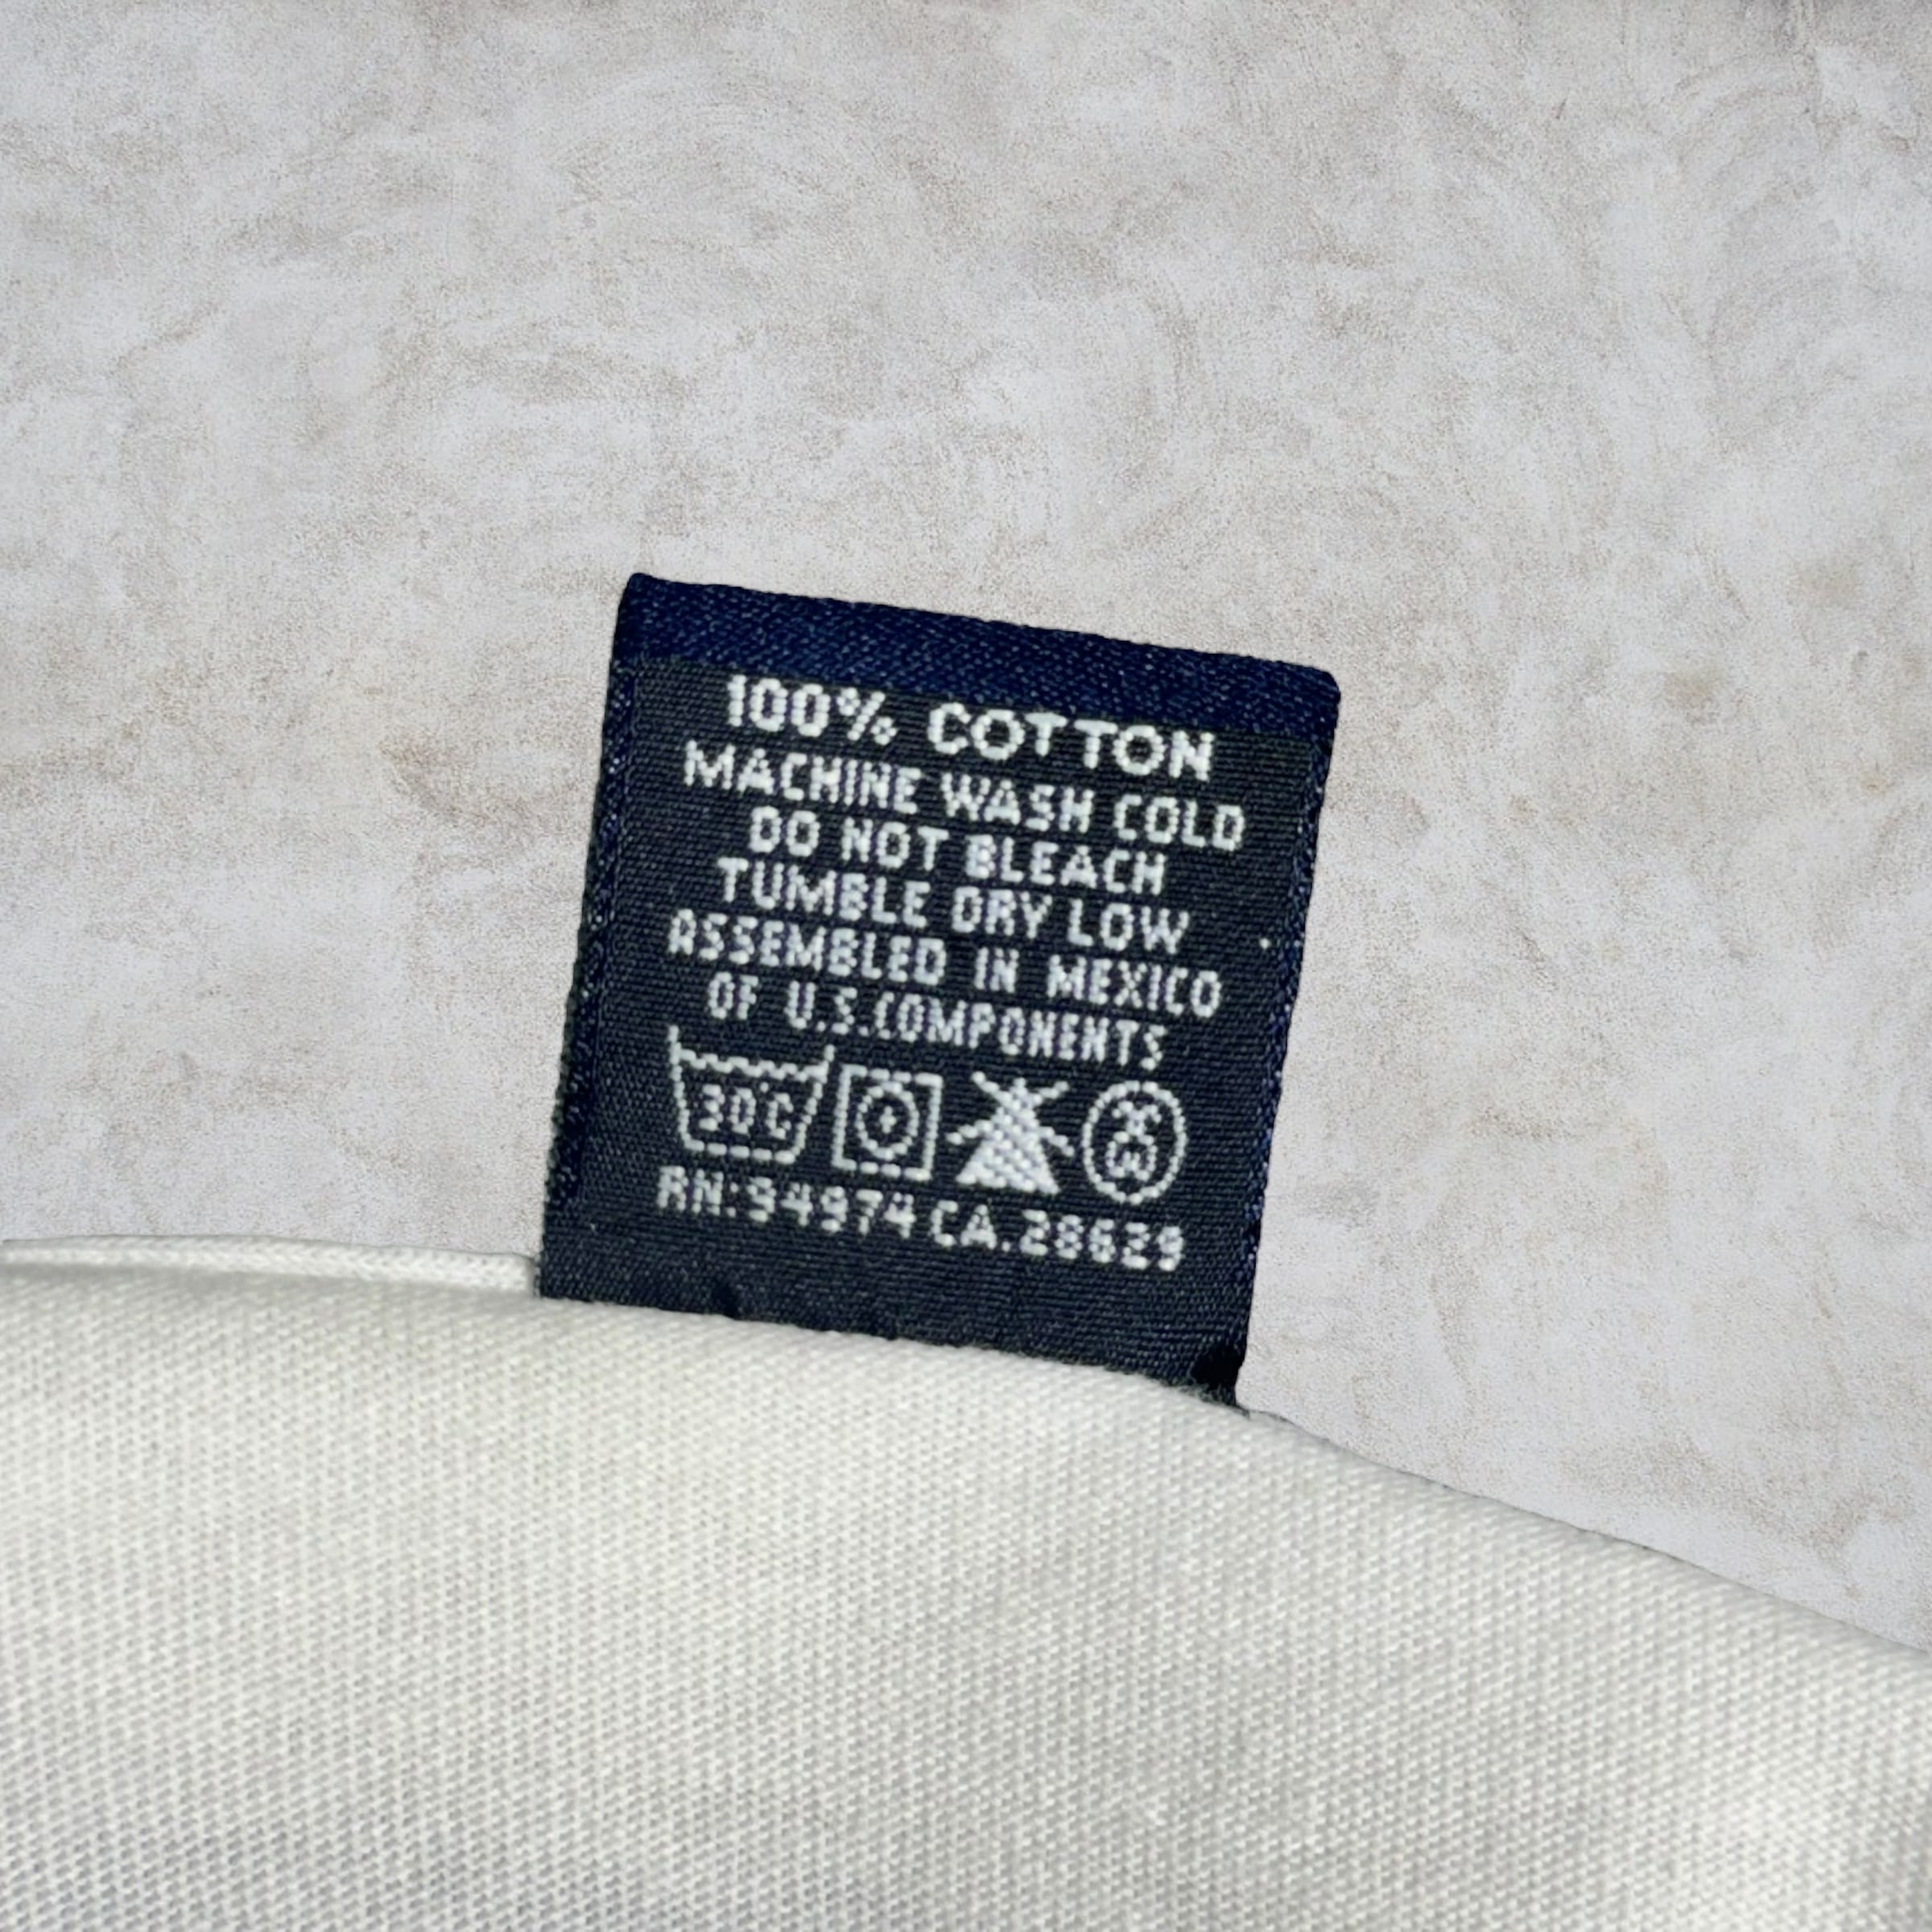 100% COTTON
MACHINE WASH COLD
DO NOT BLEACH
TUMBLE DRY LOW
ASSEMBLED IN MEXICO
OF U.S.COMPONENTS
30°C
RN:94974 CA.28629